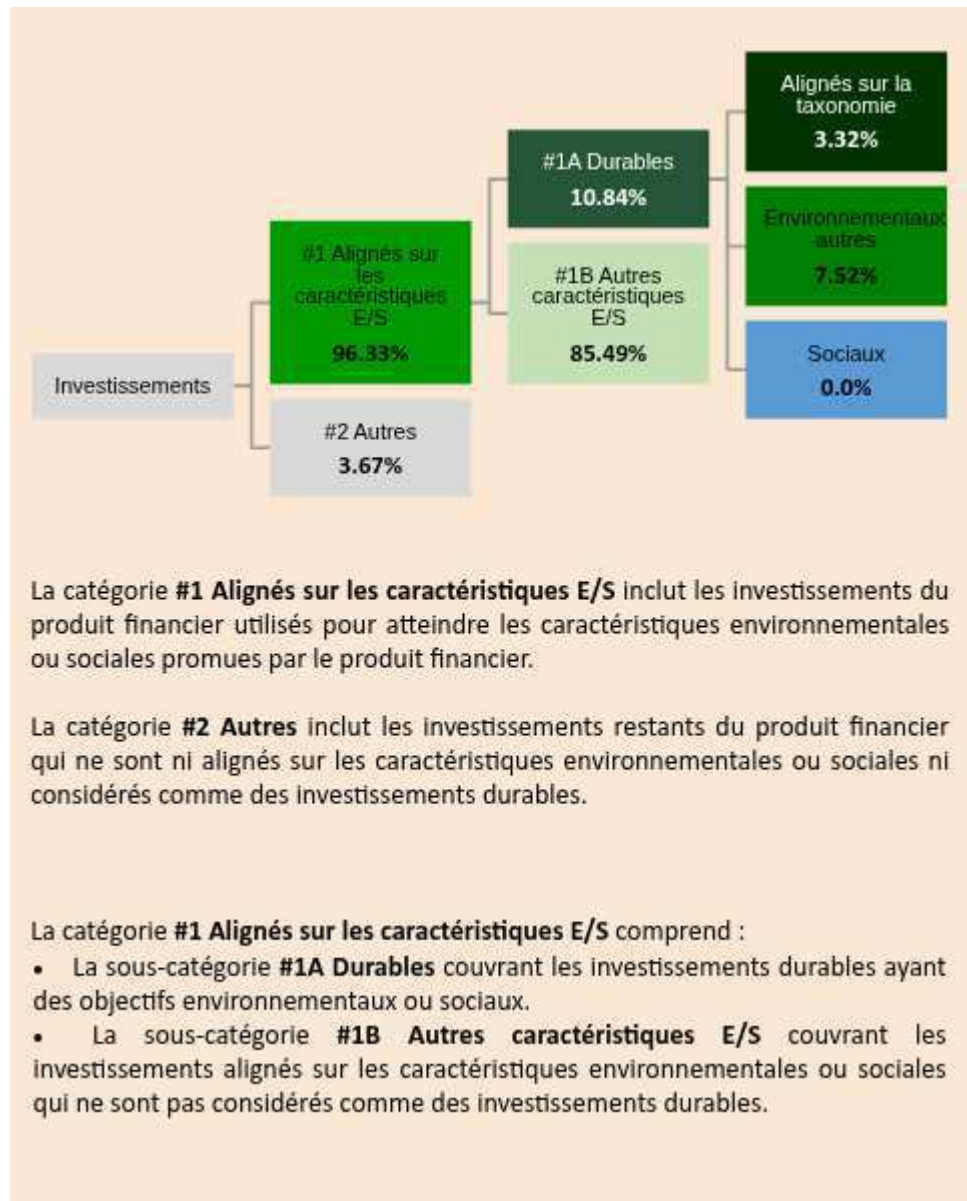 Investissements
#1 Alignés sur
les
caractéristiques
E/S
96.33%
#2 Autres
3.67%
#1A Durables
10.84%
#1B Autres
caractéristiques
E/S
85.49%
Alignés sur la
taxonomie
3.32%
Environnementaux
autres
7.52%
Sociaux
0.0%
La catégorie #1 Alignés sur les caractéristiques E/S inclut les investissements du
produit financier utilisés pour atteindre les caractéristiques environnementales
ou sociales promues par le produit financier.
La catégorie #2 Autres inclut les investissements restants du produit financier
qui ne sont ni alignés sur les caractéristiques environnementales ou sociales ni
considérés comme des investissements durables.
La catégorie #1 Alignés sur les caractéristiques E/S comprend :
• La sous-catégorie #1A Durables couvrant les investissements durables ayant
des objectifs environnementaux ou sociaux.
• La sous-catégorie #1B Autres caractéristiques E/S couvrant les
investissements alignés sur les caractéristiques environnementales ou sociales
qui ne sont pas considérés comme des investissements durables.